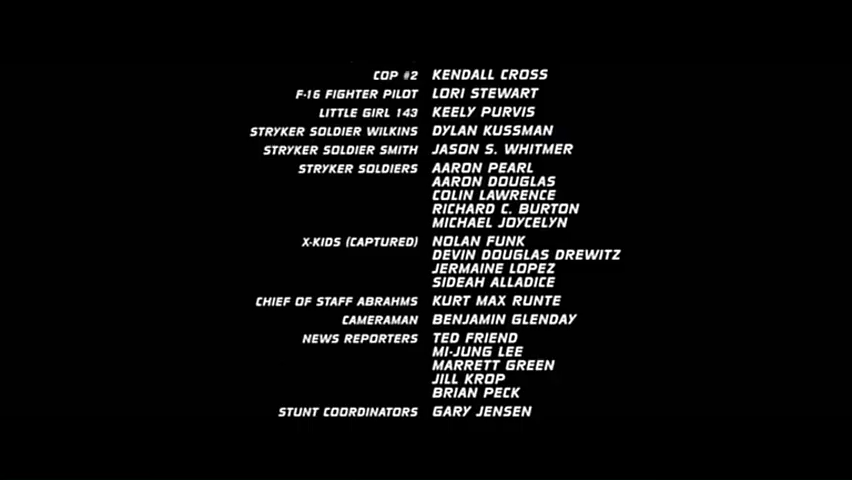 COP #2 KENDALL CROSS
F-16 FIGHTER PILOT LORI STEWART
LITTLE GIRL 143 KEELY PURVIS
STRYKER SOLDIER WILKINS DYLAN KUSSMAN
STRYKER SOLDIER SMITH JASON S. WHITMER
STRYKER SOLDIERS AARON PEARL
AARON DOUGLAS
COLIN LAWRENCE
RICHARD C. BURTON
MICHAEL JOYCELYN
X-KIDS (CAPTURED) NOLAN FUNK
DEVIN DOUGLAS DREWITZ
JERMAINE LOPEZ
SIDEAH ALLADICE
CHIEF OF STAFF ABRAHMS KURT MAX RUNTE
CAMERAMAN BENJAMIN GLENDAY
NEWS REPORTERS TED FRIEND
MI-JUNG LEE
MARRETT GREEN
JILL KROP
BRIAN PECK
STUNT COORDINATORS GARY JENSEN